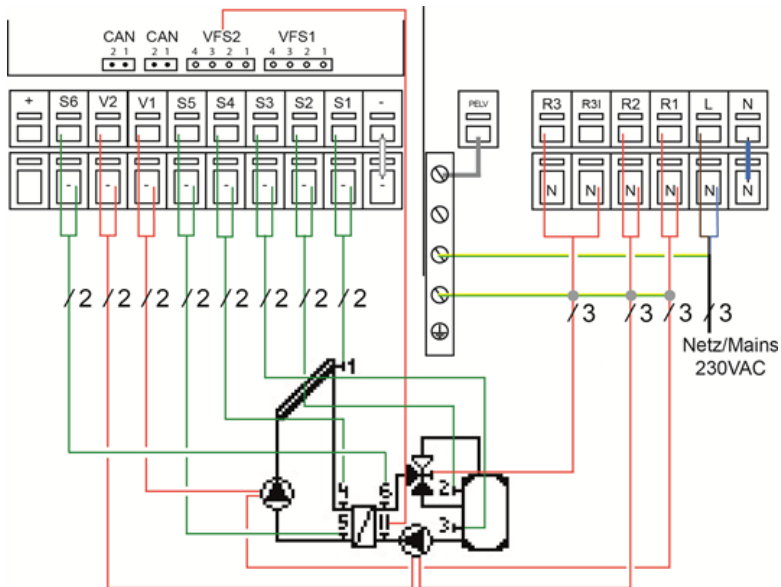 CAN CAN VFS2 VFS1
2 1 2 1 4 3 2 1 4 3 2 1
+ S6 V2 V1 S5 S4 S3 S2 S1 - PELV R3 R3I R2 R1 L N
- - - - - - - - - N N N N N N
2 2 2 2 2 2 2 2 3 3 3 3
Netz/Mains
230VAC
1
4 6 2
5 11 3